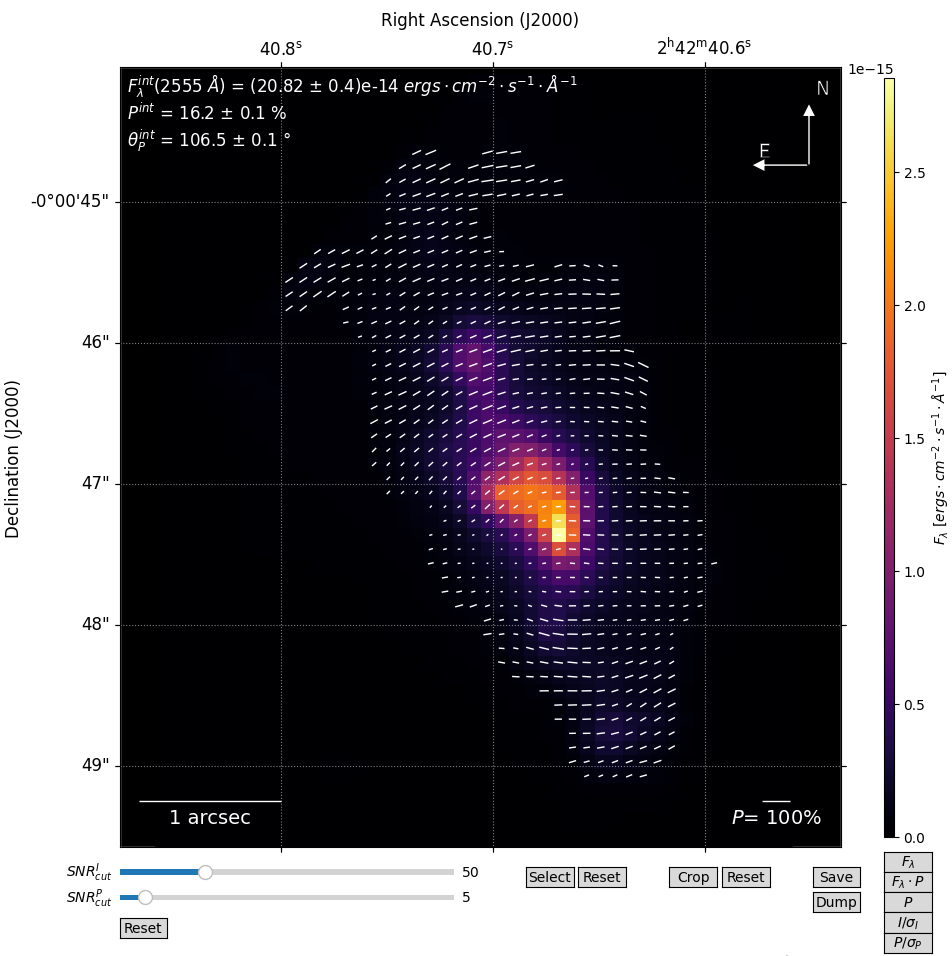 Right Ascension (J2000)
40.8ˢ 40.7ˢ 2ʰ42ᵐ40.6ˢ
1e−15
F_λ^int(2555 Å) = (20.82 ± 0.4)e-14 ergs·cm⁻²·s⁻¹·Å⁻¹
P^int = 16.2 ± 0.1 %
θ_P^int = 106.5 ± 0.1 °
N
E
-0°00'45"
46"
47"
48"
49"
Declination (J2000)
2.5
2.0
1.5
1.0
0.5
0.0
F_λ [ergs·cm⁻²·s⁻¹·Å⁻¹]
1 arcsec
P= 100%
SNR_cut^I 50
SNR_cut^P 5
Reset
Select Reset
Crop Reset
Save
Dump
F_λ
F_λ·P
P
I/σ_I
P/σ_P